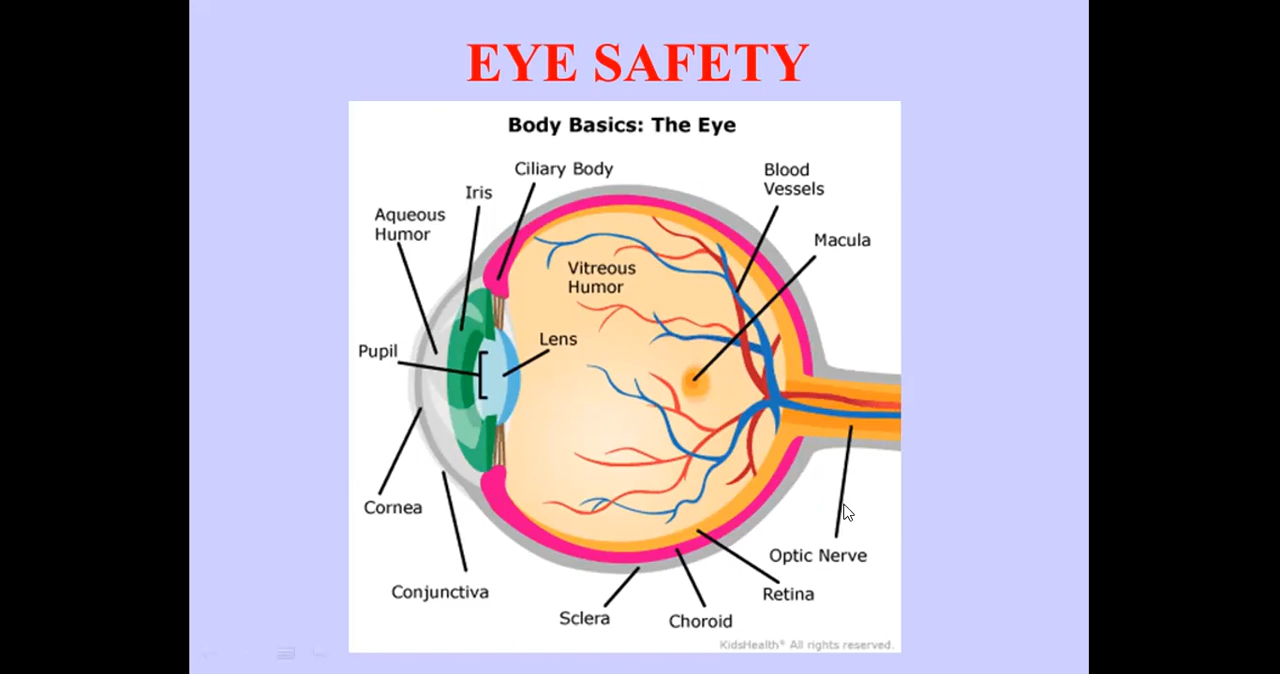 EYE SAFETY
Body Basics: The Eye
Ciliary Body
Blood
Vessels
Iris
Aqueous
Humor
Macula
Vitreous
Humor
Lens
Pupil
Cornea
Optic Nerve
Conjunctiva
Retina
Sclera
Choroid
KidsHealth® All rights reserved.